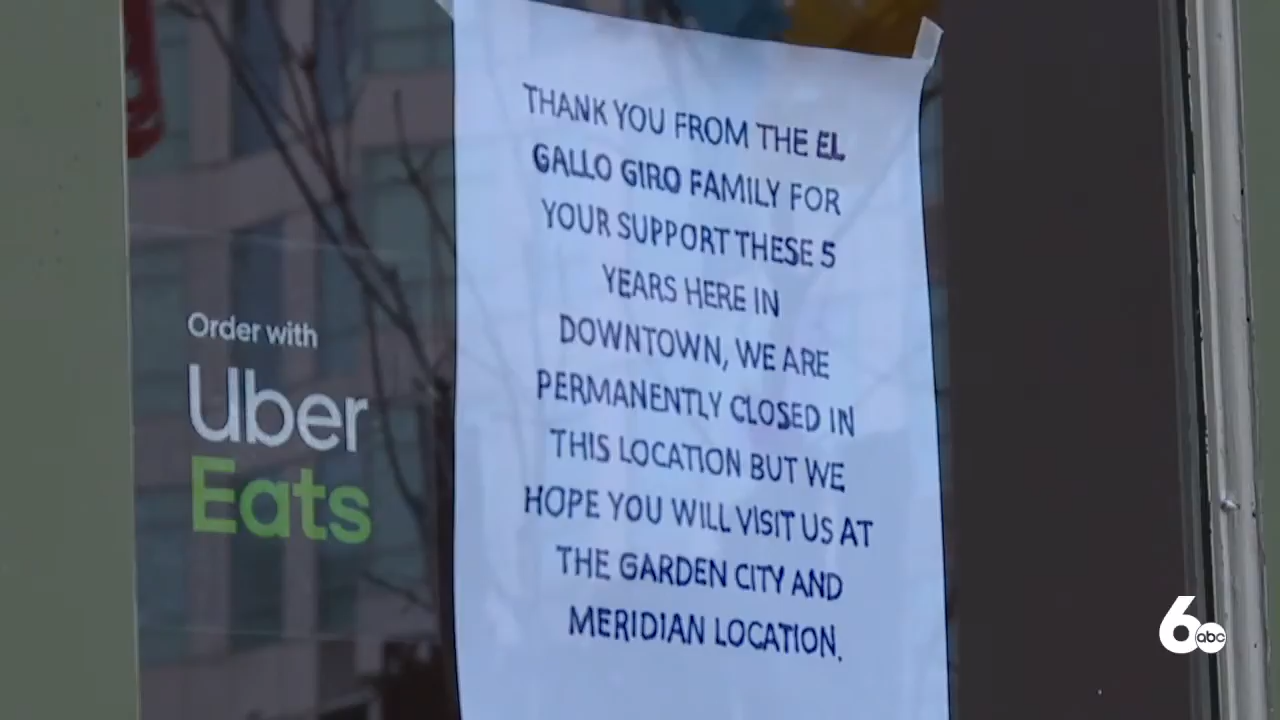 THANK YOU FROM THE EL
GALLO GIRO FAMILY FOR
YOUR SUPPORT THESE 5
YEARS HERE IN
DOWNTOWN, WE ARE
PERMANENTLY CLOSED IN
THIS LOCATION BUT WE
HOPE YOU WILL VISIT US AT
THE GARDEN CITY AND
MERIDIAN LOCATION.
Order with
Uber
Eats
6 abc